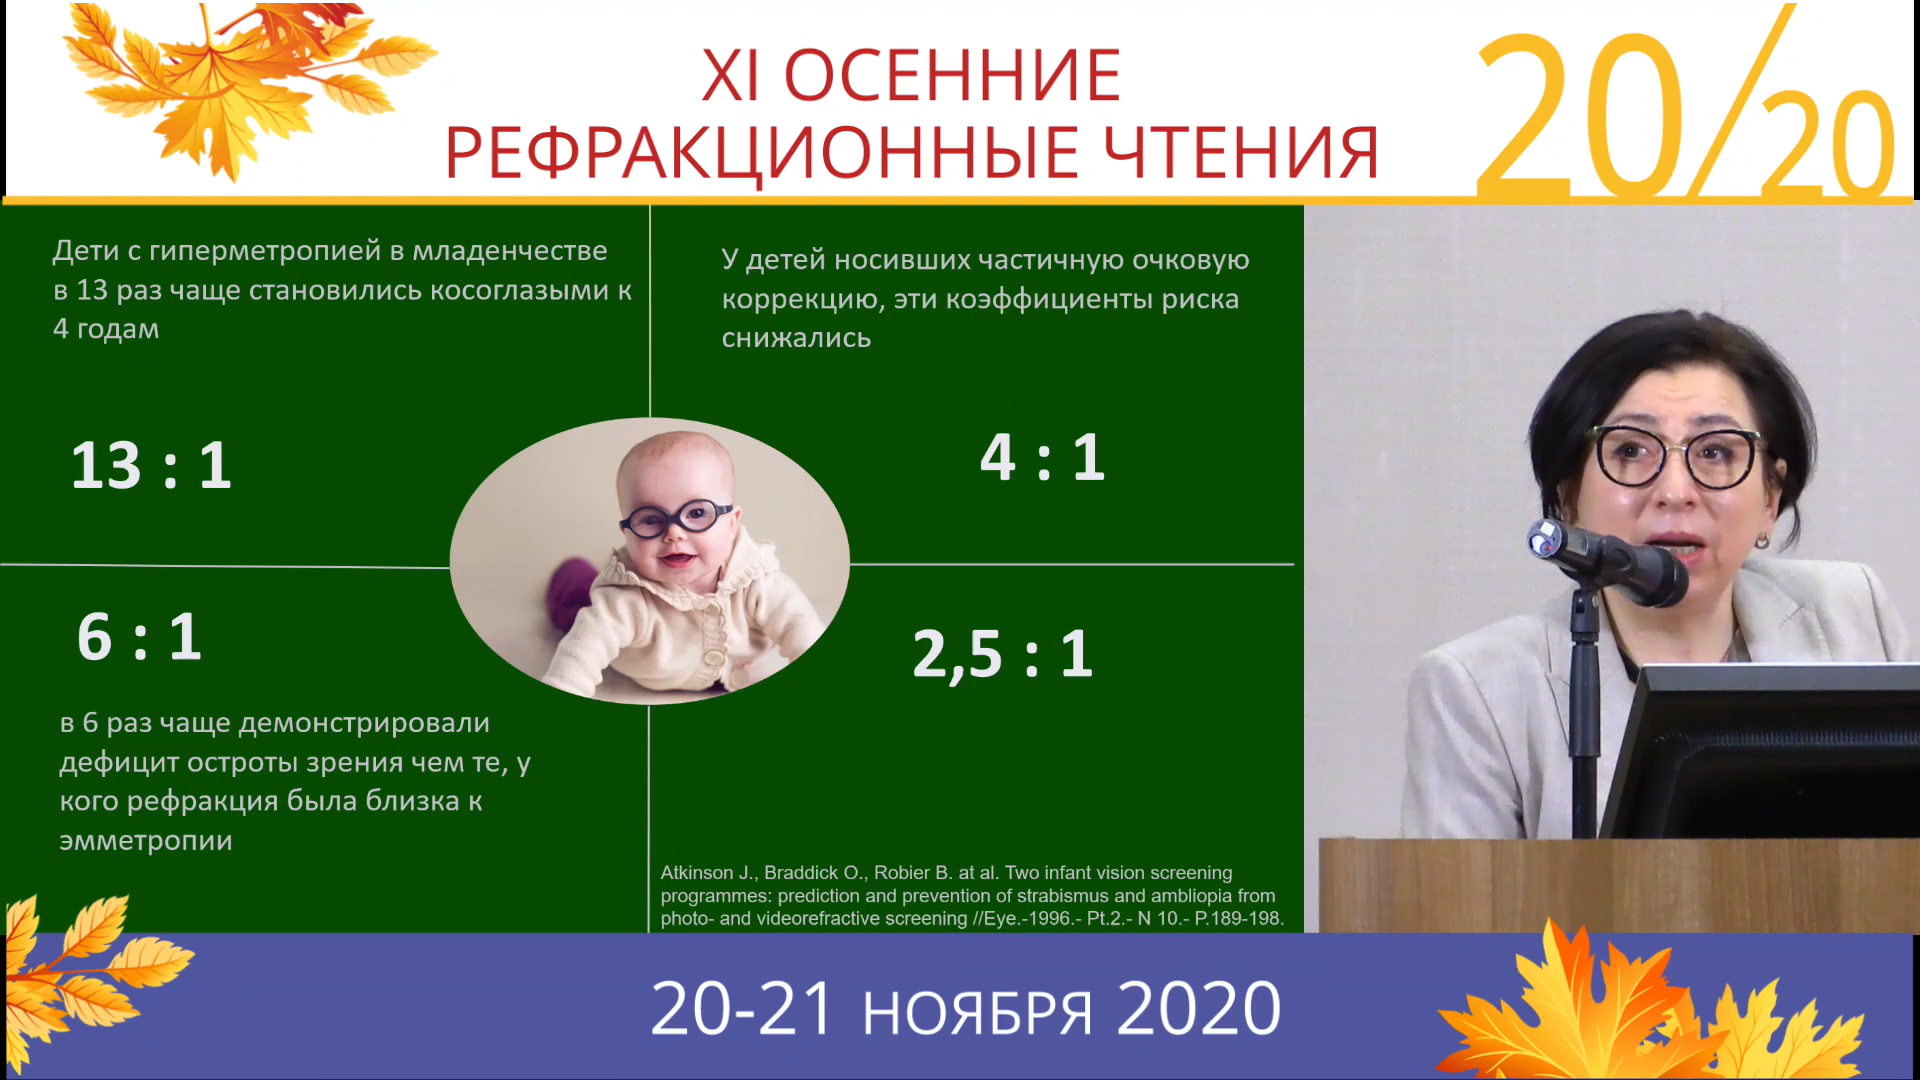 XI ОСЕННИЕ
РЕФРАКЦИОННЫЕ ЧТЕНИЯ
20/20
Дети с гиперметропией в младенчестве
в 13 раз чаще становились косоглазыми к
4 годам
13 : 1
У детей носивших частичную очковую
коррекцию, эти коэффициенты риска
снижались
4 : 1
6 : 1
в 6 раз чаще демонстрировали
дефицит остроты зрения чем те, у
кого рефракция была близка к
эмметропии
2,5 : 1
Atkinson J., Braddick O., Robier B. at al. Two infant vision screening
programmes: prediction and prevention of strabismus and ambliopia from
photo- and videorefractive screening //Eye.-1996.- Pt.2.- N 10.- P.189-198.
20-21 НОЯБРЯ 2020